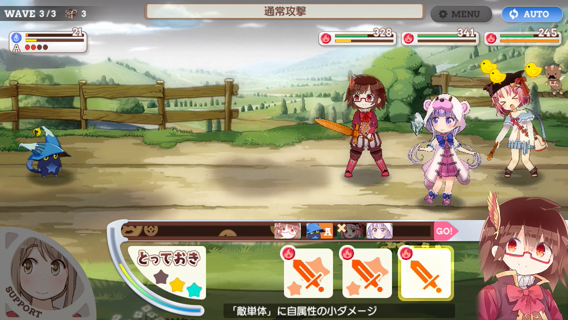 WAVE 3/3
3
通常攻撃
MENU
AUTO
21
A
328
341
245
A
GO!
とっておき
SUPPORT
「敵単体」に自属性の小ダメージ